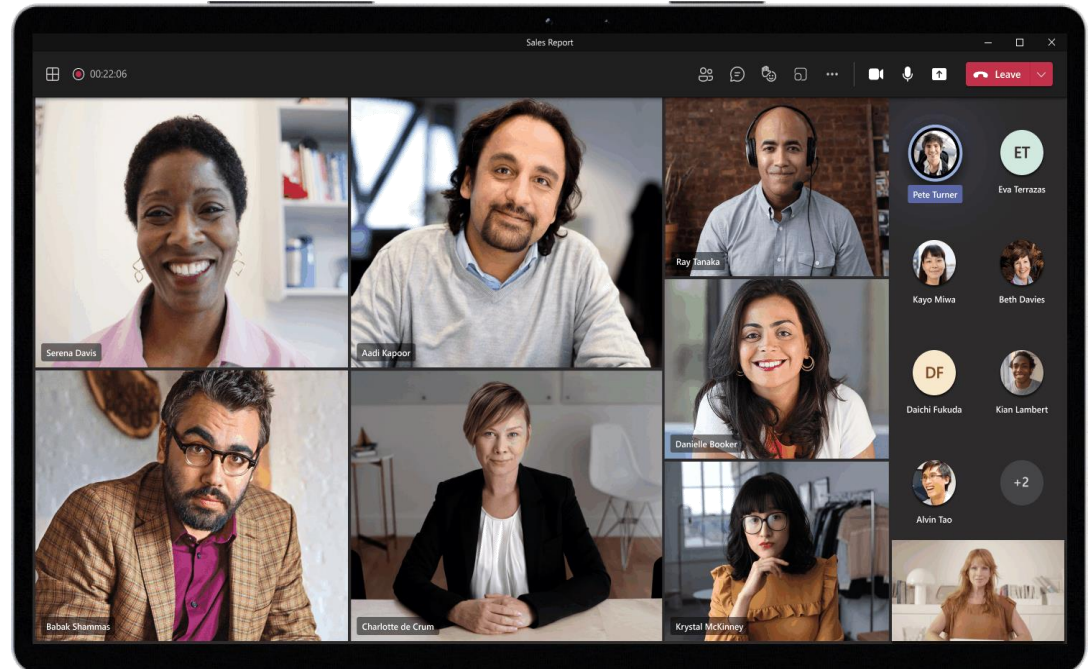 Sales Report
00:22:06
Leave
Serena Davis
Aadi Kapoor
Ray Tanaka
Danielle Booker
Babak Shammas
Charlotte de Crum
Krystal McKinney
Pete Turner
ET
Eva Terrazas
Kayo Miwa
Beth Davies
DF
Daichi Fukuda
Kian Lambert
Alvin Tao
+2